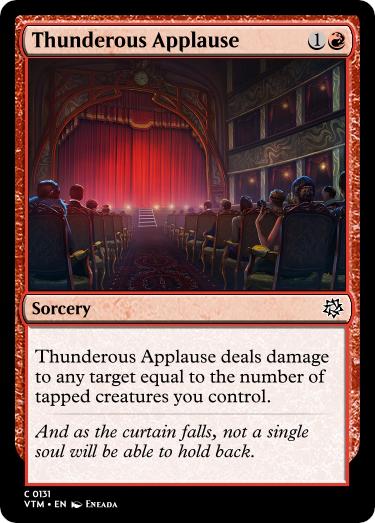 Thunderous Applause 1
Sorcery
Thunderous Applause deals damage
to any target equal to the number of
tapped creatures you control.
And as the curtain falls, not a single
soul will be able to hold back.
C 0131
VTM • EN Eneada